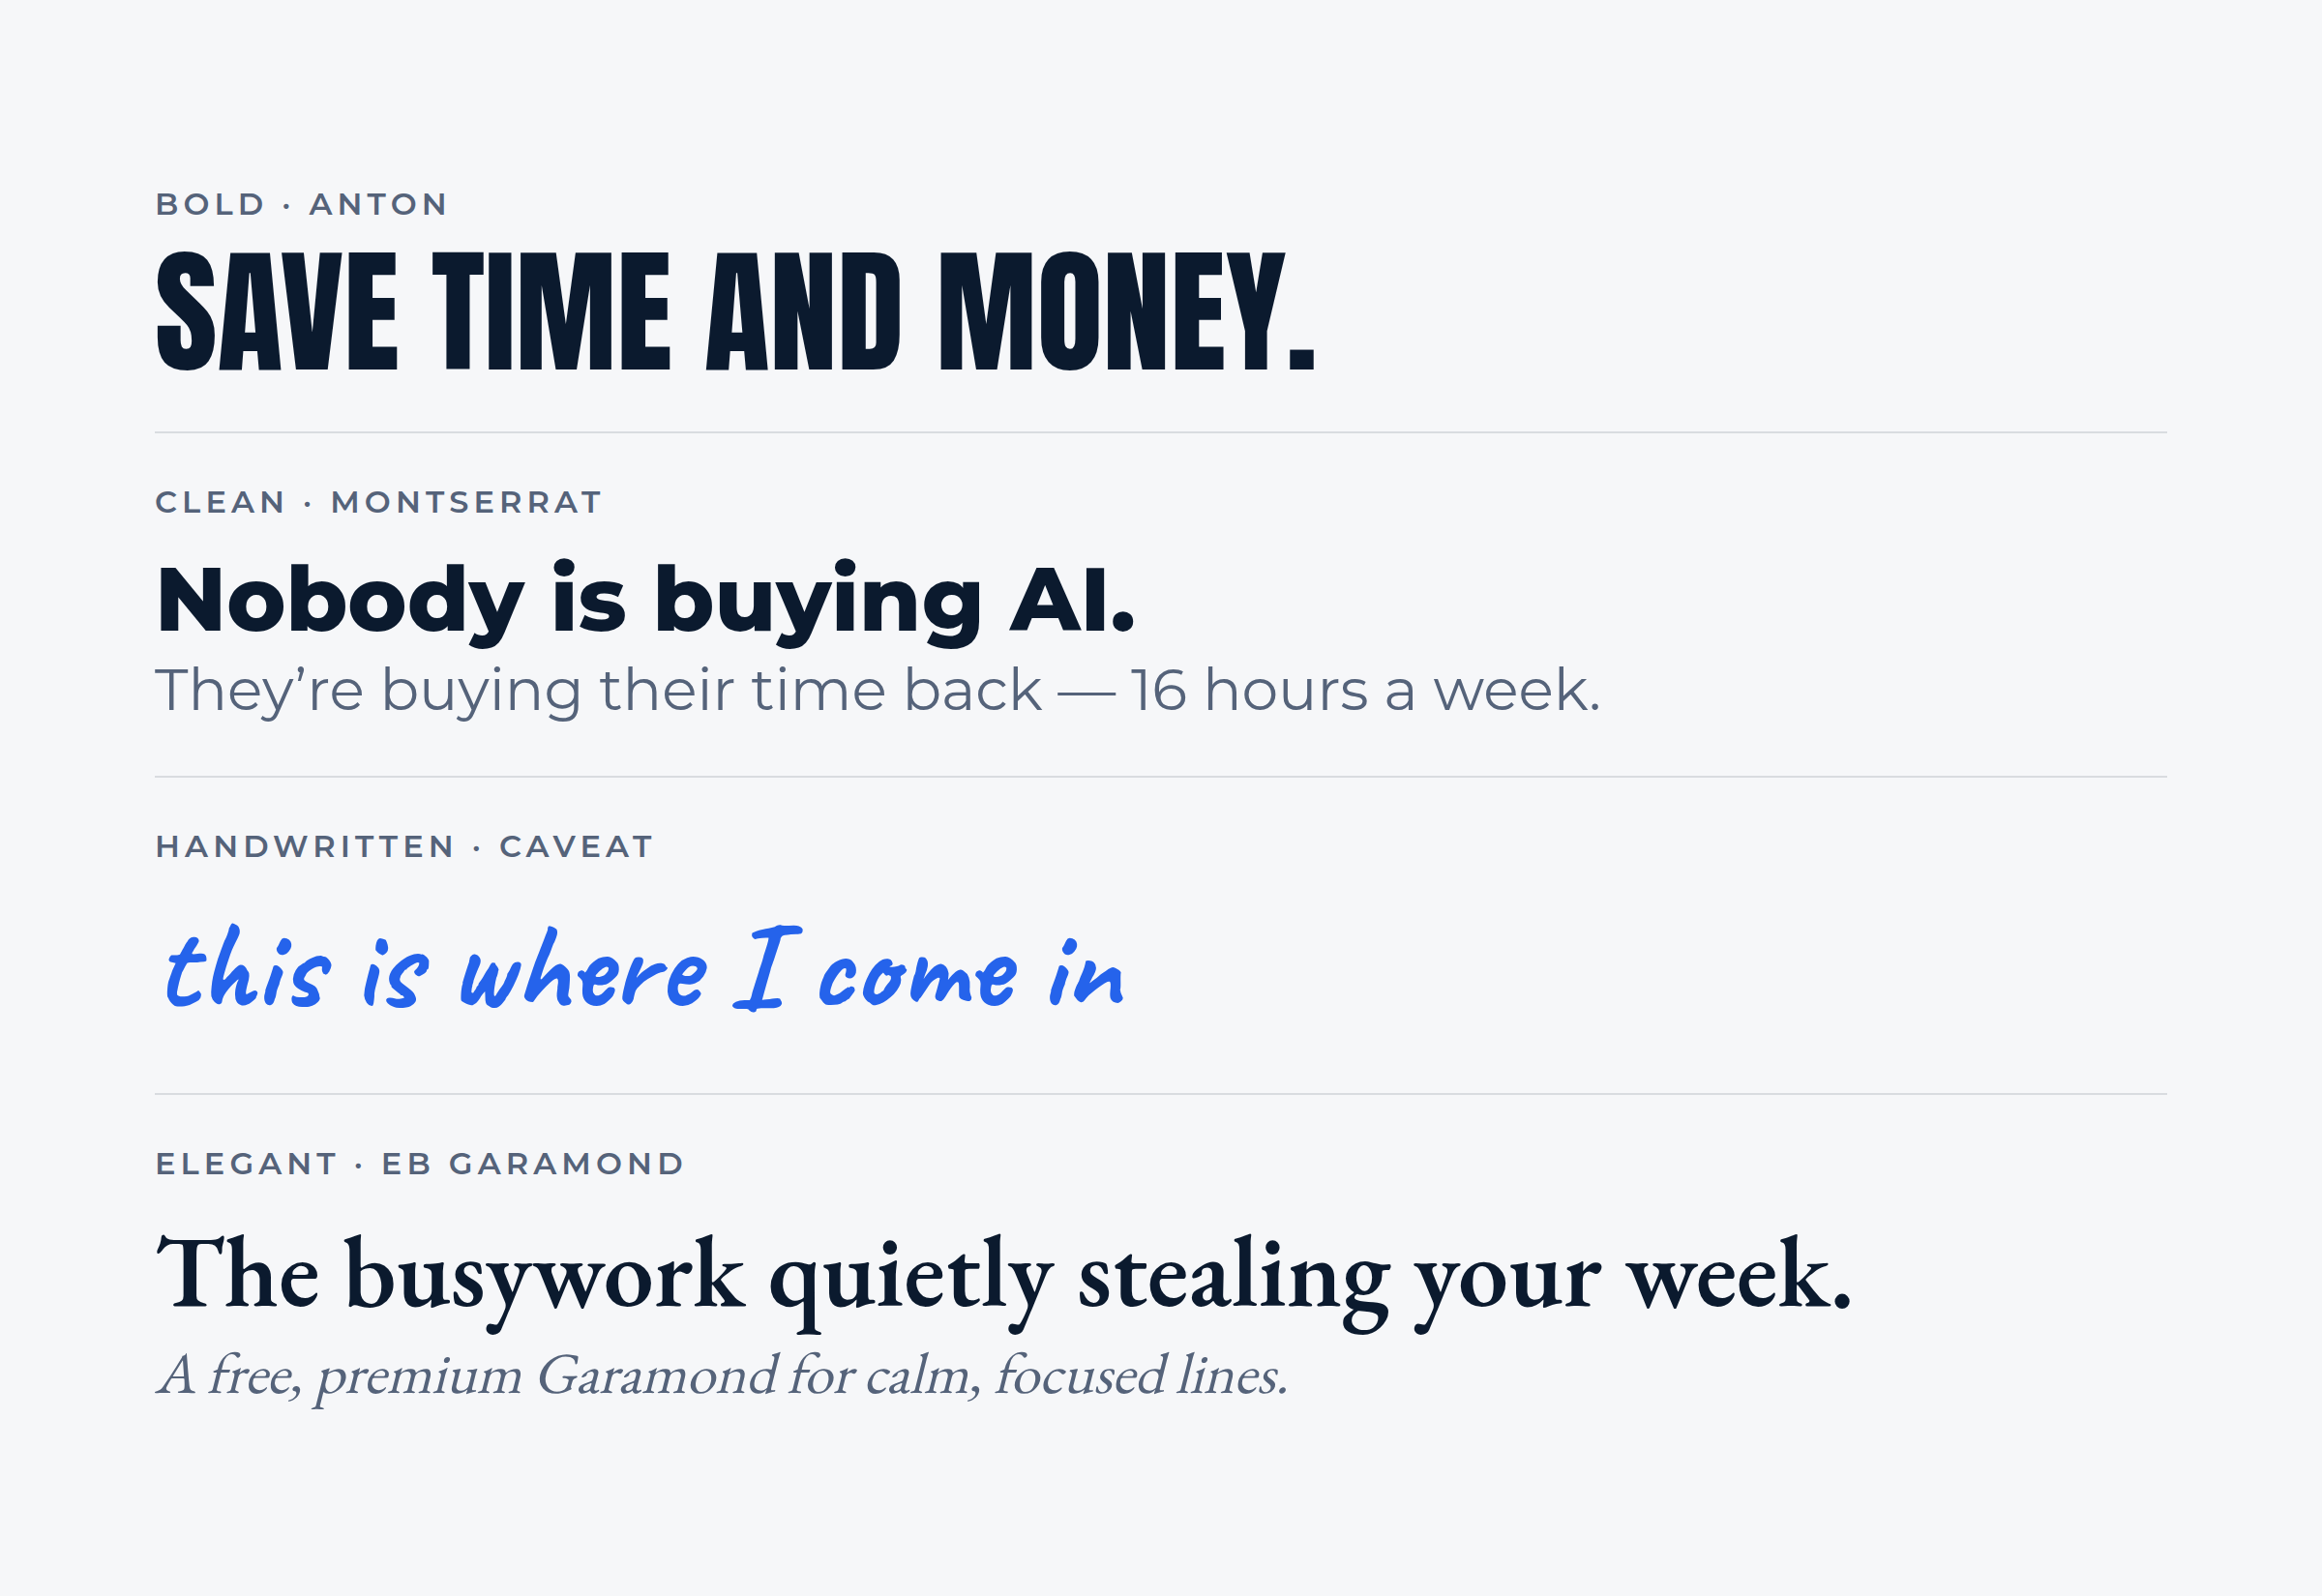 BOLD · ANTON
SAVE TIME AND MONEY.
CLEAN · MONTSERRAT
Nobody is buying AI.
They’re buying their time back — 16 hours a week.
HANDWRITTEN · CAVEAT
this is where I come in
ELEGANT · EB GARAMOND
The busywork quietly stealing your week.
A free, premium Garamond for calm, focused lines.